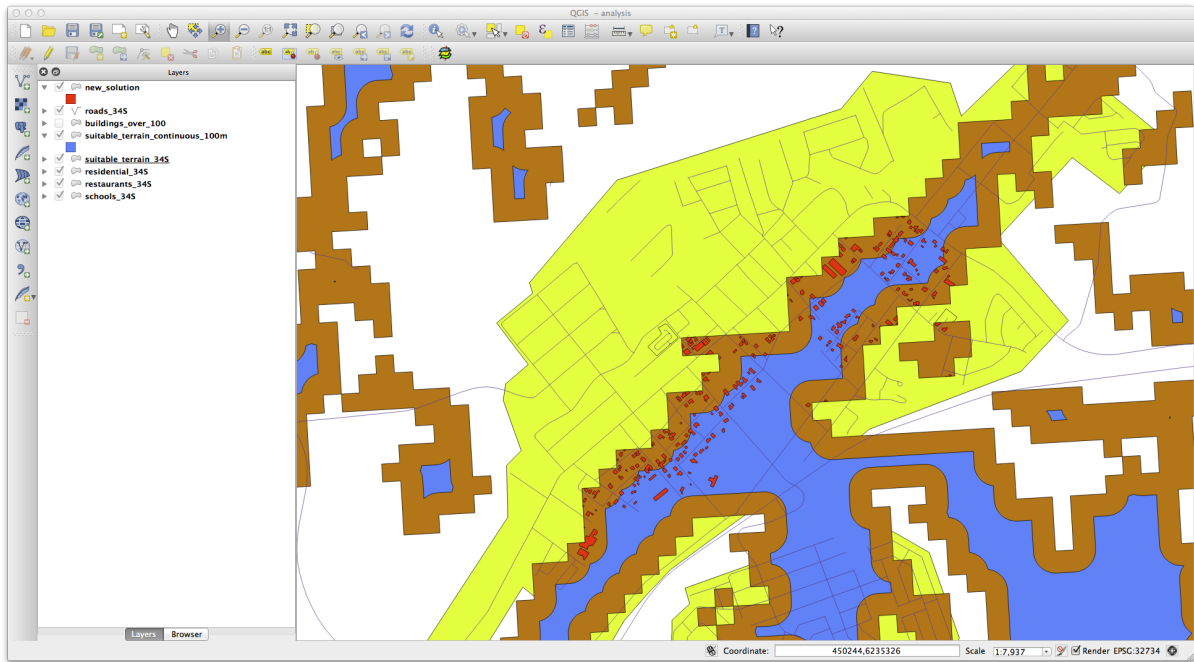 QGIS - analysis
Layers
new_solution
roads_34S
buildings_over_100
suitable_terrain_continuous_100m
suitable_terrain_34S
residential_34S
restaurants_34S
schools_34S
Layers Browser
Coordinate: 450244,6235326 Scale 1:7,937 Render EPSG:32734